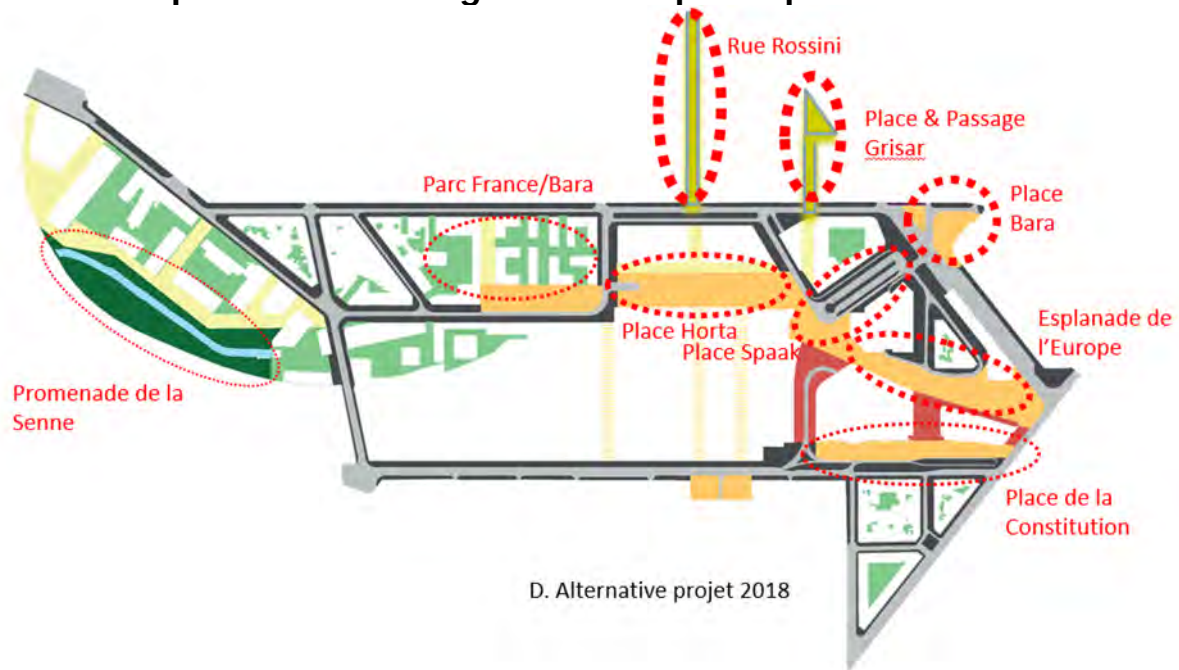 Rue Rossini
Place & Passage
Grisar
Parc France/Bara
Place
Bara
Place Horta
Place Spaak
Esplanade de
l'Europe
Promenade de la
Senne
Place de la
Constitution
D. Alternative projet 2018